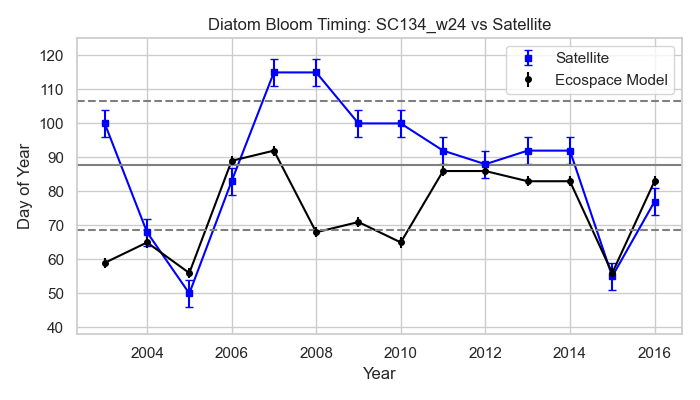 Diatom Bloom Timing: SC134_w24 vs Satellite
Satellite
Ecospace Model
Day of Year
120
110
100
90
80
70
60
50
40
2004 2006 2008 2010 2012 2014 2016
Year